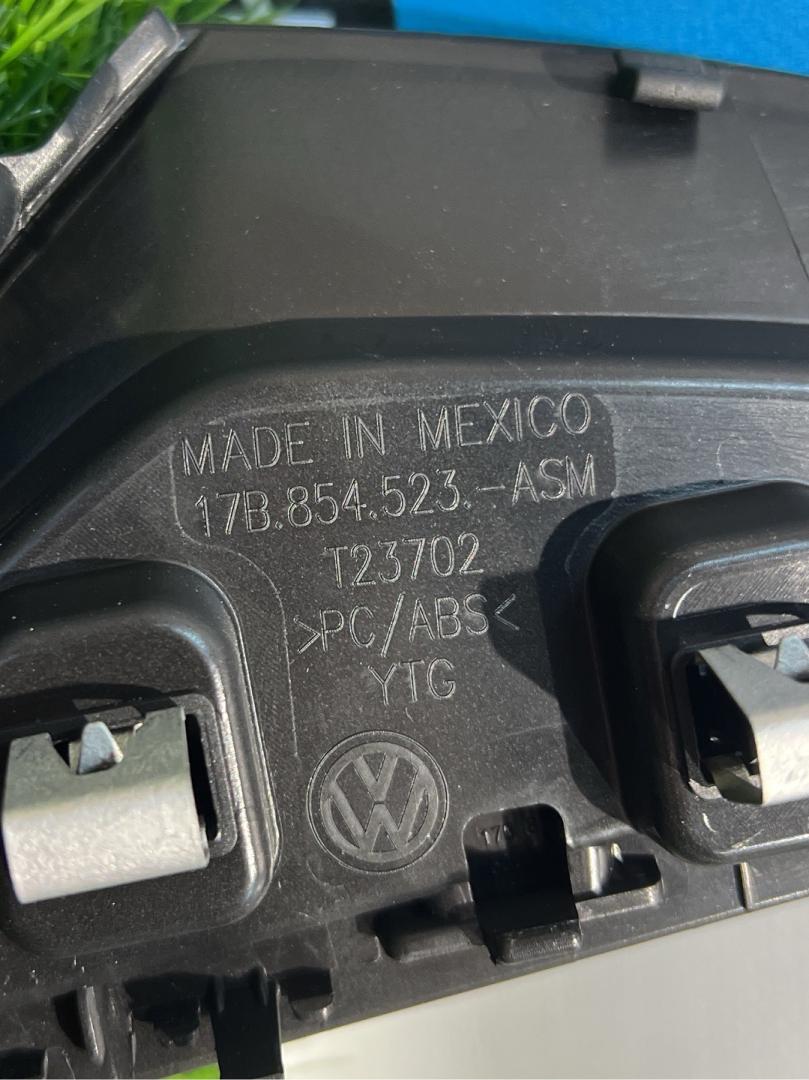 MADE IN MEXICO
17B.854.523.-ASM
T23702
>PC/ABS<
YTG